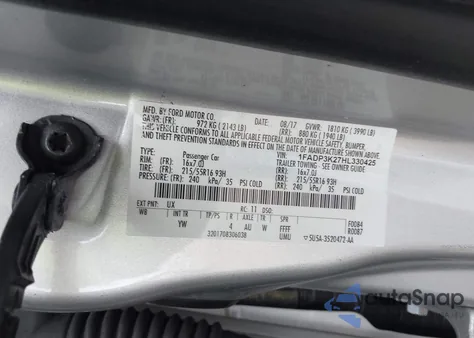 MFD. BY FORD MOTOR CO.
DATE: 08/17 GVWR: 1810 KG ( 3990 LB)
GAWR: (FR): 972 KG ( 2143 LB) (RR): 880 KG ( 1940 LB)
THIS VEHICLE CONFORMS TO ALL APPLICABLE FEDERAL MOTOR VEHICLE SAFETY, BUMPER,
AND THEFT PREVENTION STANDARDS IN EFFECT ON THE DATE OF MANUFACTURE SHOWN ABOVE.
VIN: 1FADP3K27HL330425
TYPE: Passenger Car TRAILER TOWING - SEE OWNER GUIDE
RIM: (FR): 16x7.0J (RR): 16x7.0J
TIRE: (FR): 215/55R16 93H (RR): 215/55R16 93H
PRESSURE: (FR): 240 kPa/ 35 PSI COLD (RR): 240 kPa/ 35 PSI COLD
EXT PNT: UX RC: 11 DSO:
WB INT TR TP/PS R AX TR SPR
YW 4 AU W FFFF F0084
UMU R0087
3201708306038 5U5A-3520472-AA
autoSnap